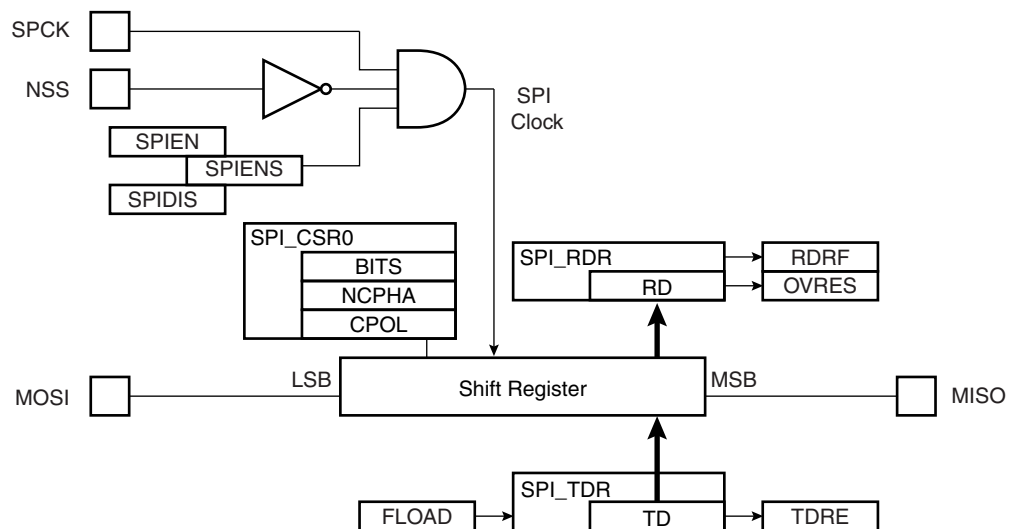 SPCK
NSS
SPI
Clock
SPIEN
SPIENS
SPIDIS
SPI_CSR0
BITS
NCPHA
CPOL
SPI_RDR
RD
RDRF
OVRES
MOSI
LSB
Shift Register
MSB
MISO
FLOAD
SPI_TDR
TD
TDRE